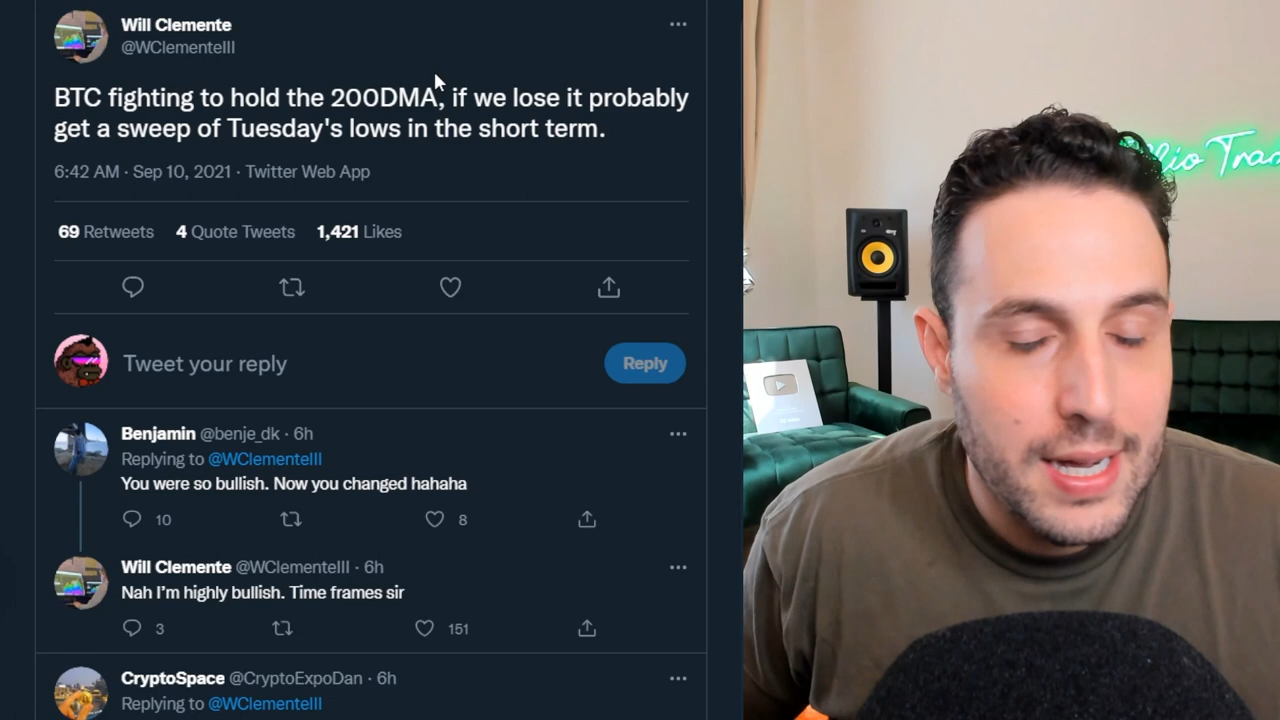 Will Clemente
@WClementeIII
BTC fighting to hold the 200DMA, if we lose it probably
get a sweep of Tuesday's lows in the short term.
6:42 AM · Sep 10, 2021 · Twitter Web App
69 Retweets 4 Quote Tweets 1,421 Likes
Tweet your reply
Reply
Benjamin @benje_dk · 6h
Replying to @WClementeIII
You were so bullish. Now you changed hahaha
10 8
Will Clemente @WClementeIII · 6h
Nah I'm highly bullish. Time frames sir
3 151
CryptoSpace @CryptoExpoDan · 6h
Replying to @WClementeIII